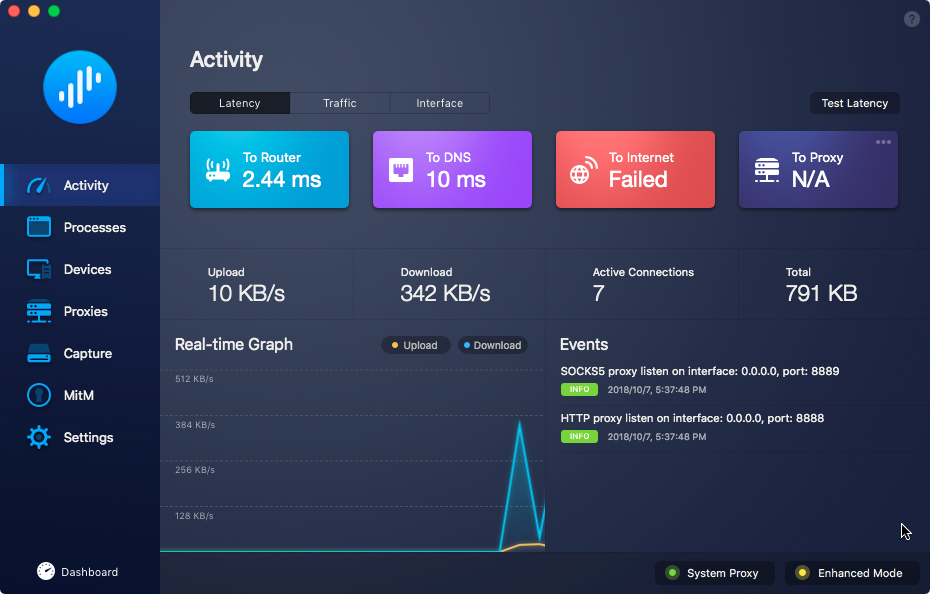 ?
Activity
Processes
Devices
Proxies
Capture
MitM
Settings
Dashboard
Activity
Latency Traffic Interface Test Latency
To Router
2.44 ms
To DNS
10 ms
To Internet
Failed
To Proxy
N/A
Upload
10 KB/s
Download
342 KB/s
Active Connections
7
Total
791 KB
Real-time Graph
Upload Download
512 KB/s
384 KB/s
256 KB/s
128 KB/s
Events
SOCKS5 proxy listen on interface: 0.0.0.0, port: 8889
INFO 2018/10/7, 5:37:48 PM
HTTP proxy listen on interface: 0.0.0.0, port: 8888
INFO 2018/10/7, 5:37:48 PM
System Proxy Enhanced Mode